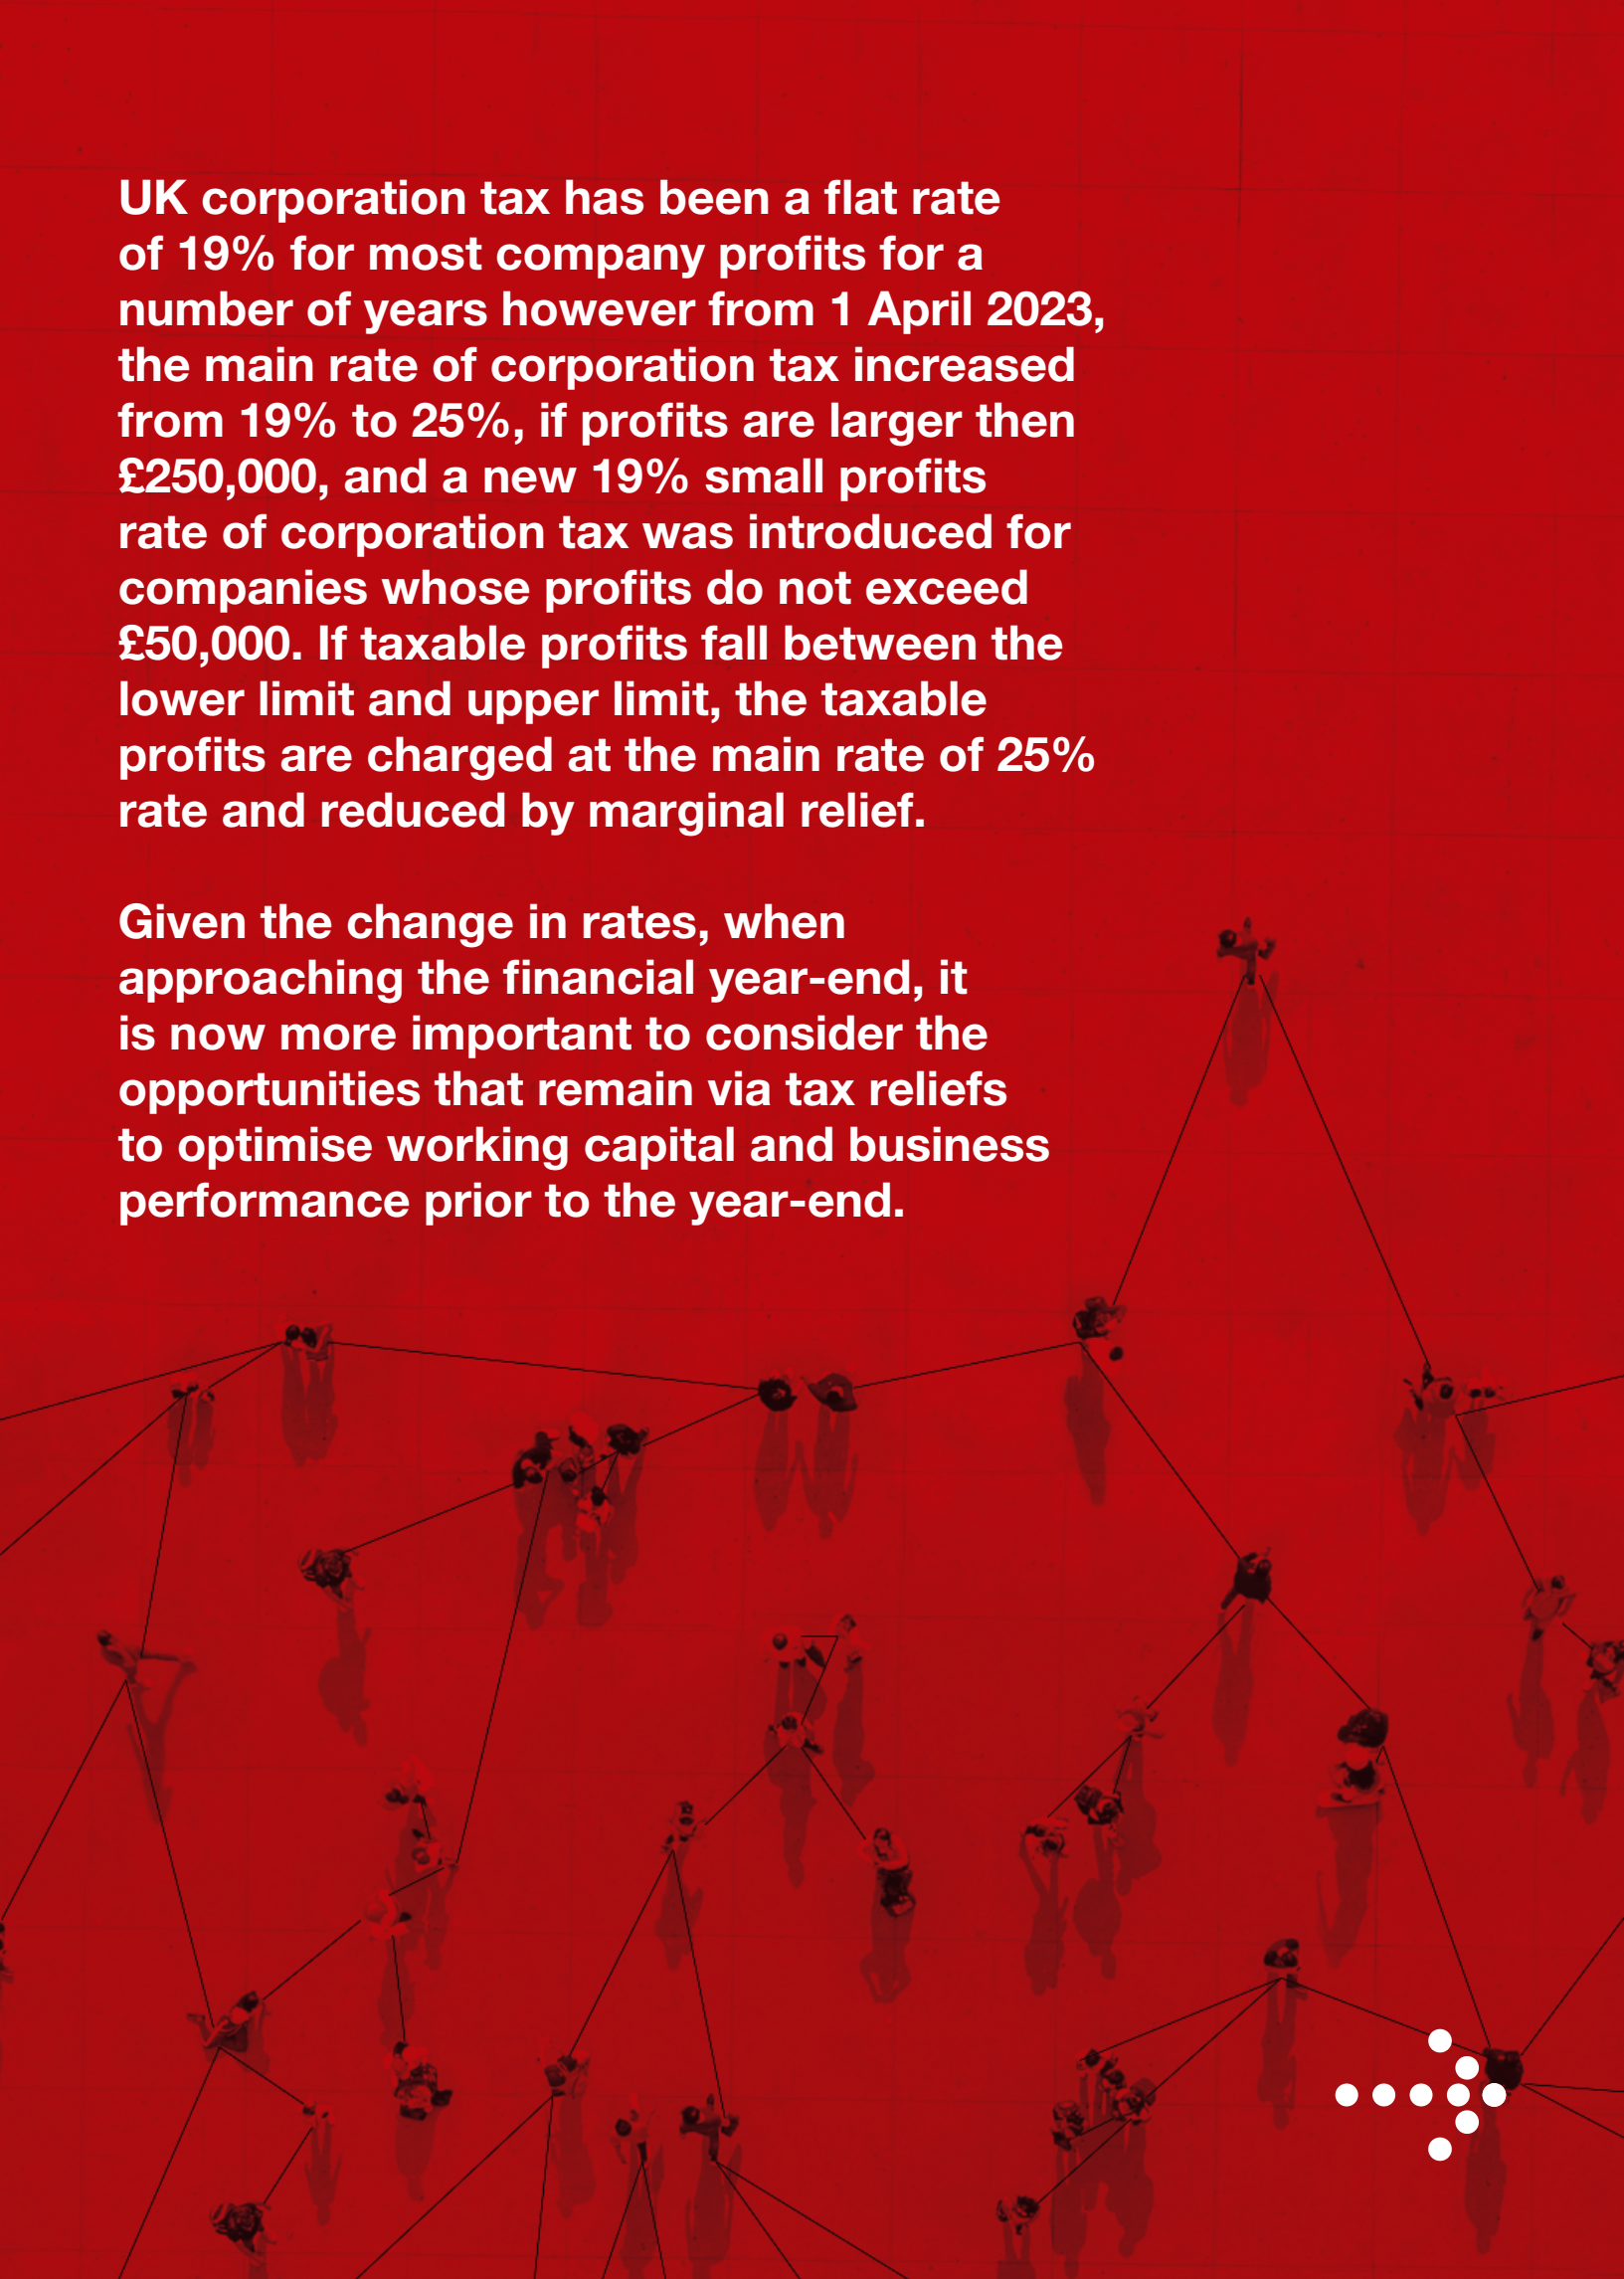 UK corporation tax has been a flat rate
of 19% for most company profits for a
number of years however from 1 April 2023,
the main rate of corporation tax increased
from 19% to 25%, if profits are larger then
£250,000, and a new 19% small profits
rate of corporation tax was introduced for
companies whose profits do not exceed
£50,000. If taxable profits fall between the
lower limit and upper limit, the taxable
profits are charged at the main rate of 25%
rate and reduced by marginal relief.
Given the change in rates, when
approaching the financial year-end, it
is now more important to consider the
opportunities that remain via tax reliefs
to optimise working capital and business
performance prior to the year-end.